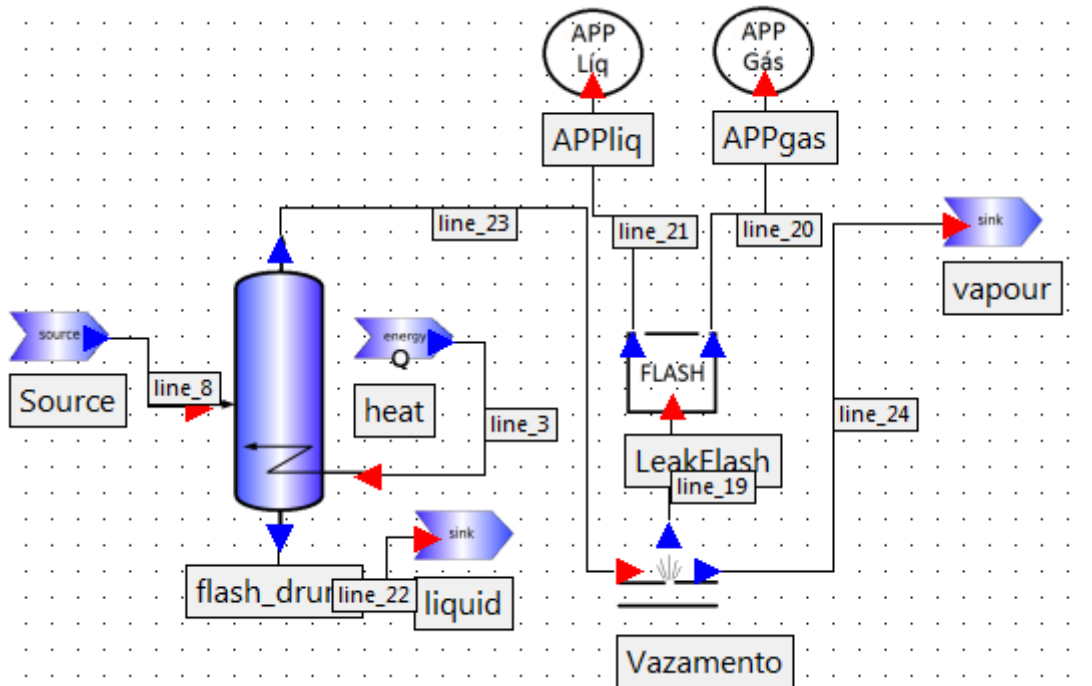 APP
Líq
APP
Gás
APPliq
APPgas
line_23
line_21
line_20
sink
vapour
source
Source
line_8
energy
Q
heat
line_3
FLASH
LeakFlash
line_19
line_24
sink
flash_drum
line_22
liquid
Vazamento